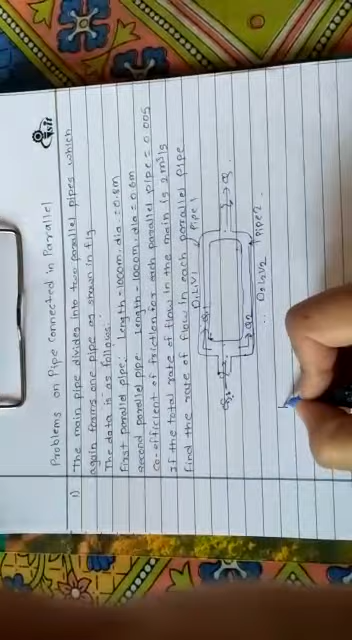 Problems on Pipe Connected in Parallel
1) The main pipe divides into two parallel pipes which
again forms one pipe as shown in fig
The data is as follows:
First parallel pipe: Length = 1000m, dia. = 0.8m
second parallel pipe Length = 1000m, dia = 0.6m
co-efficient of friction for each parallel pipe = 0.005
If the total rate of flow in the main is 2 m³/s
find the rate of flow in each parallel pipe
D₁L₁V₁ Pipe 1
Q₂
D₂L₂V₂ Pipe 2